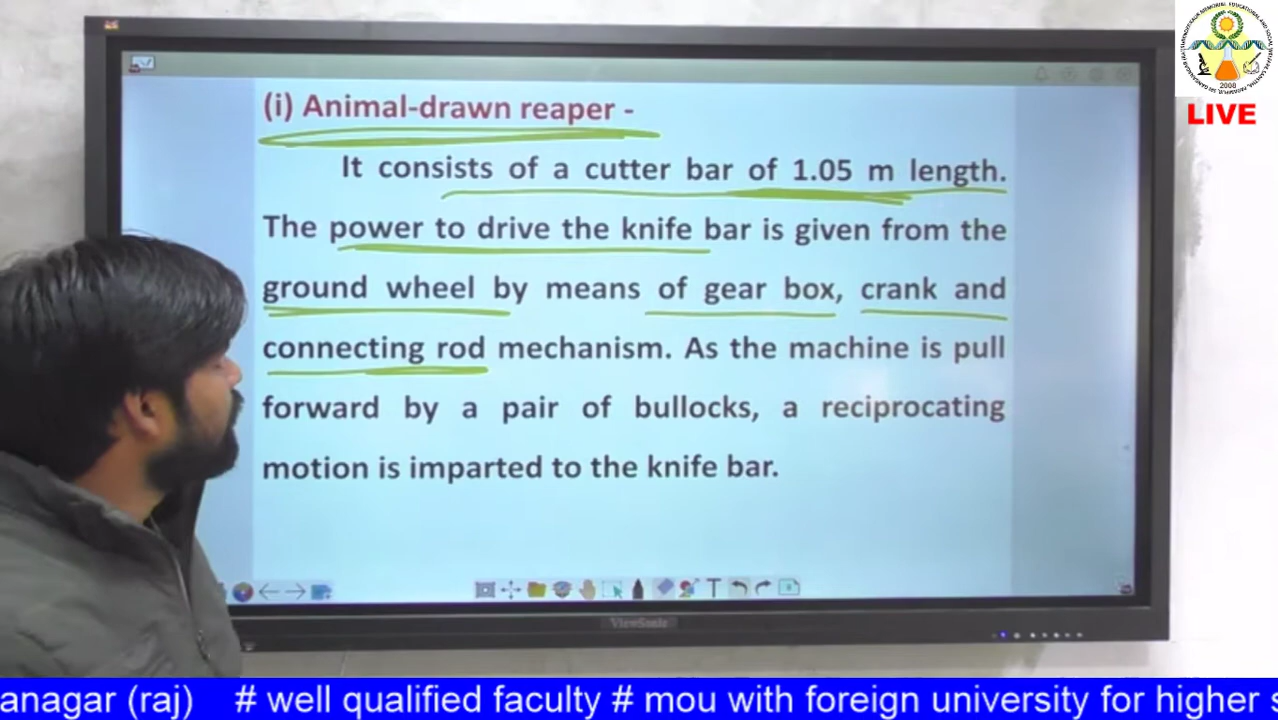 (i) Animal-drawn reaper -
It consists of a cutter bar of 1.05 m length.
The power to drive the knife bar is given from the
ground wheel by means of gear box, crank and
connecting rod mechanism. As the machine is pull
forward by a pair of bullocks, a reciprocating
motion is imparted to the knife bar.
ViewSonic
2008
LIVE
anagar (raj) # well qualified faculty # mou with foreign university for higher s